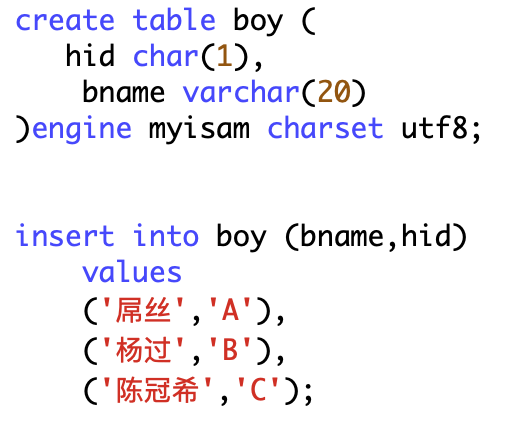 create table boy (
hid char(1),
bname varchar(20)
)engine myisam charset utf8;
insert into boy (bname,hid)
values
('屌丝','A'),
('杨过','B'),
('陈冠希','C');